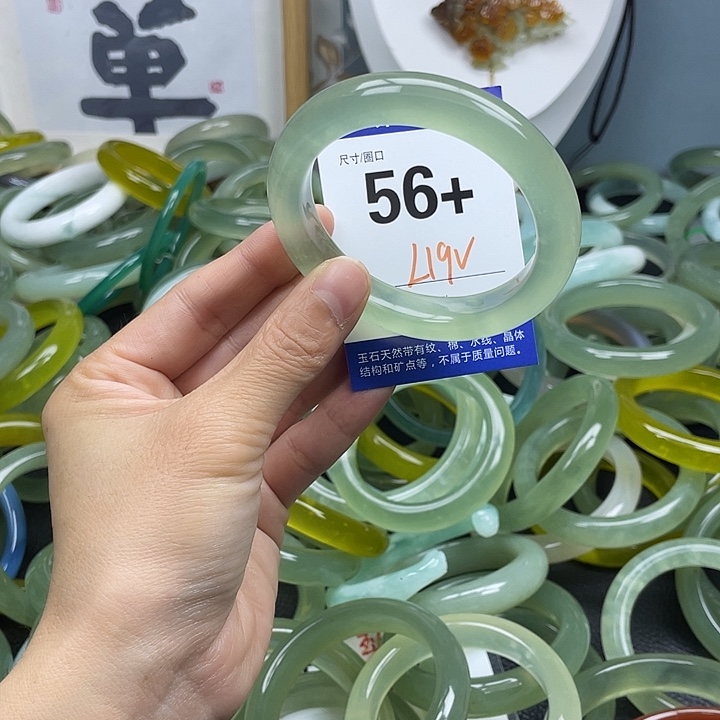 单
尺寸/圈口
56+
L19V
玉石天然带有纹、棉、水线、晶体
结构和矿点等，不属于质量问题。